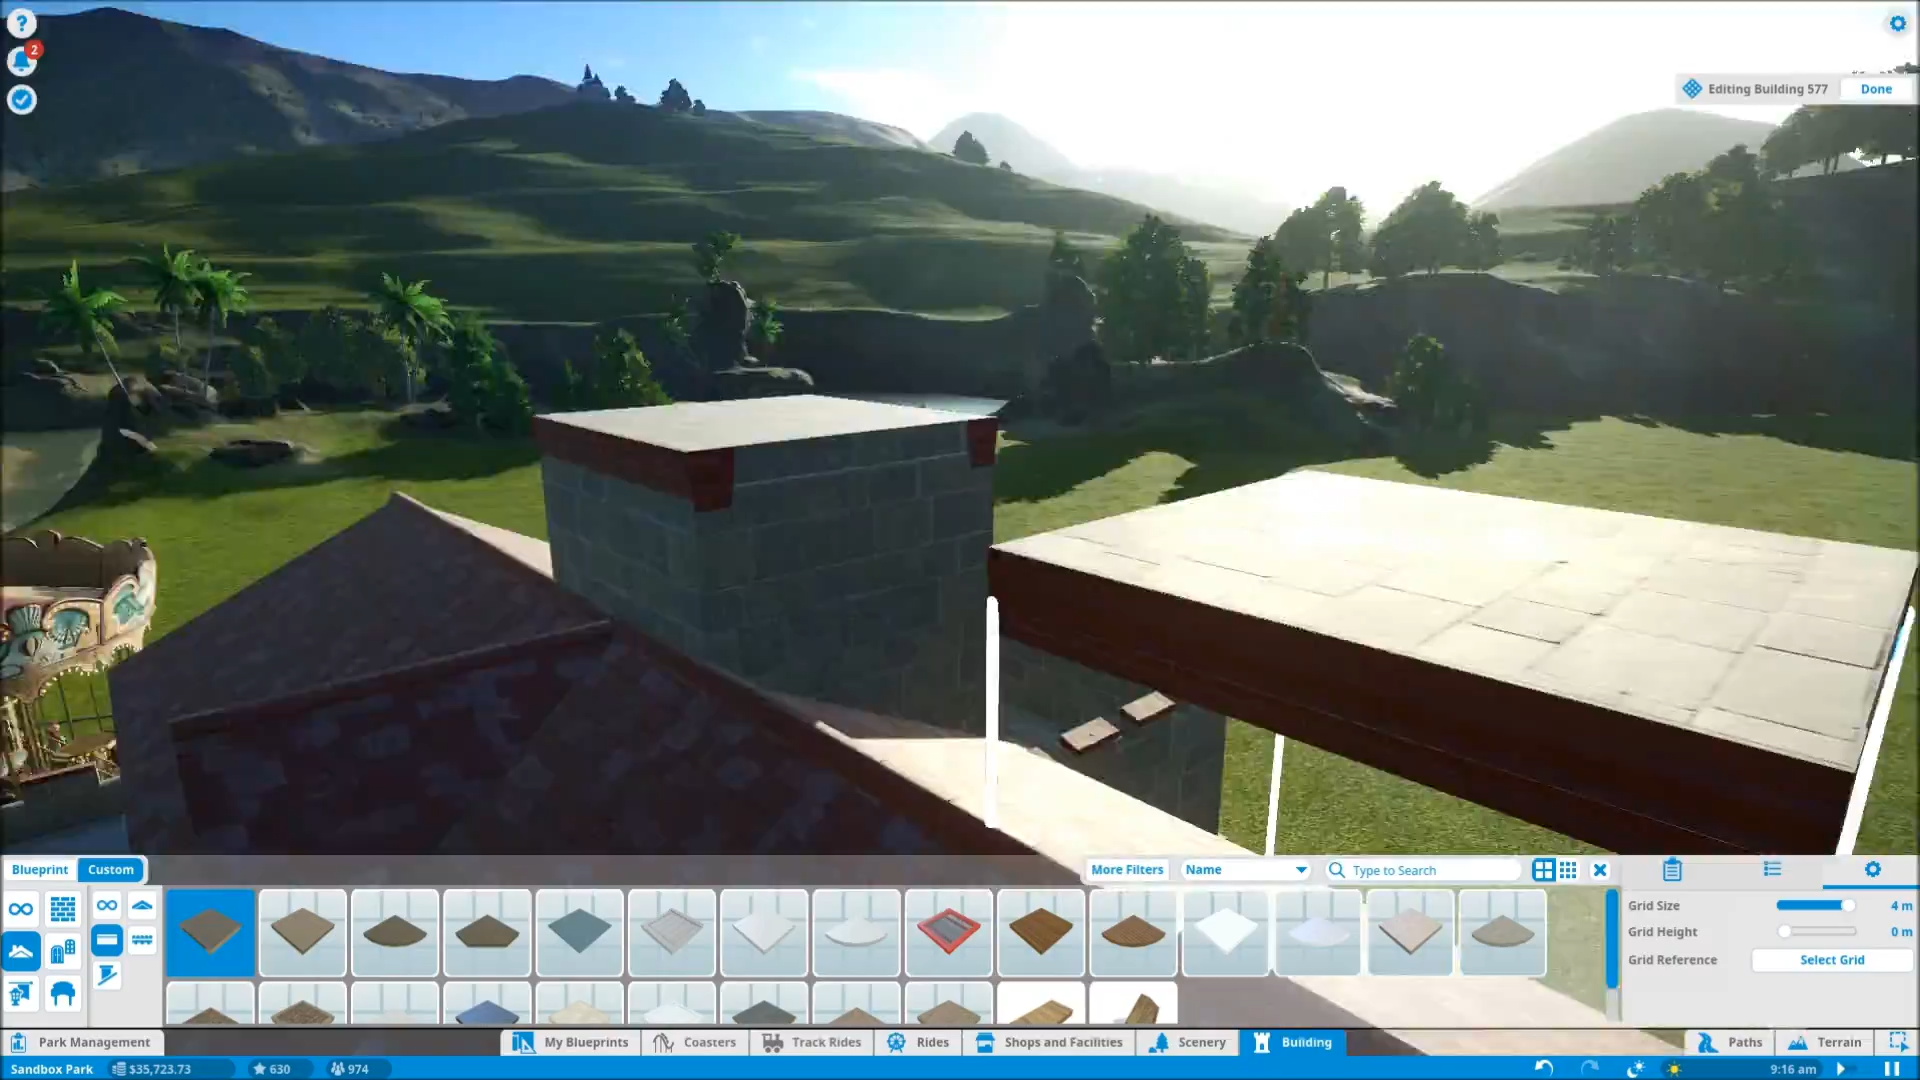 ?
2
Editing Building 577
Done
Blueprint
Custom
More Filters
Name
Type to Search
Grid Size
4 m
Grid Height
0 m
Grid Reference
Select Grid
Park Management
My Blueprints
Coasters
Track Rides
Rides
Shops and Facilities
Scenery
Building
Paths
Terrain
Sandbox Park
$35,723.73
630
974
9:16 am